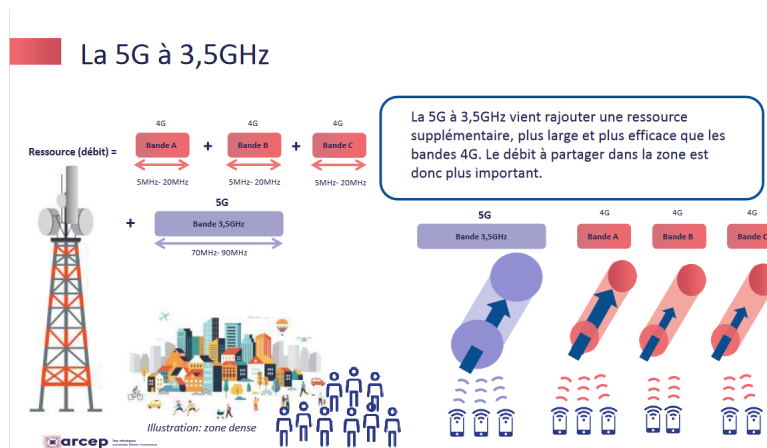 La 5G à 3,5GHz
4G 4G 4G
Ressource (débit) = Bande A + Bande B + Bande C
5MHz- 20MHz 5MHz- 20MHz 5MHz- 20MHz
5G
+ Bande 3,5GHz
70MHz- 90MHz
Illustration: zone dense
arcep
La 5G à 3,5GHz vient rajouter une ressource
supplémentaire, plus large et plus efficace que les
bandes 4G. Le débit à partager dans la zone est
donc plus important.
5G 4G 4G 4G
Bande 3,5GHz Bande A Bande B Bande C